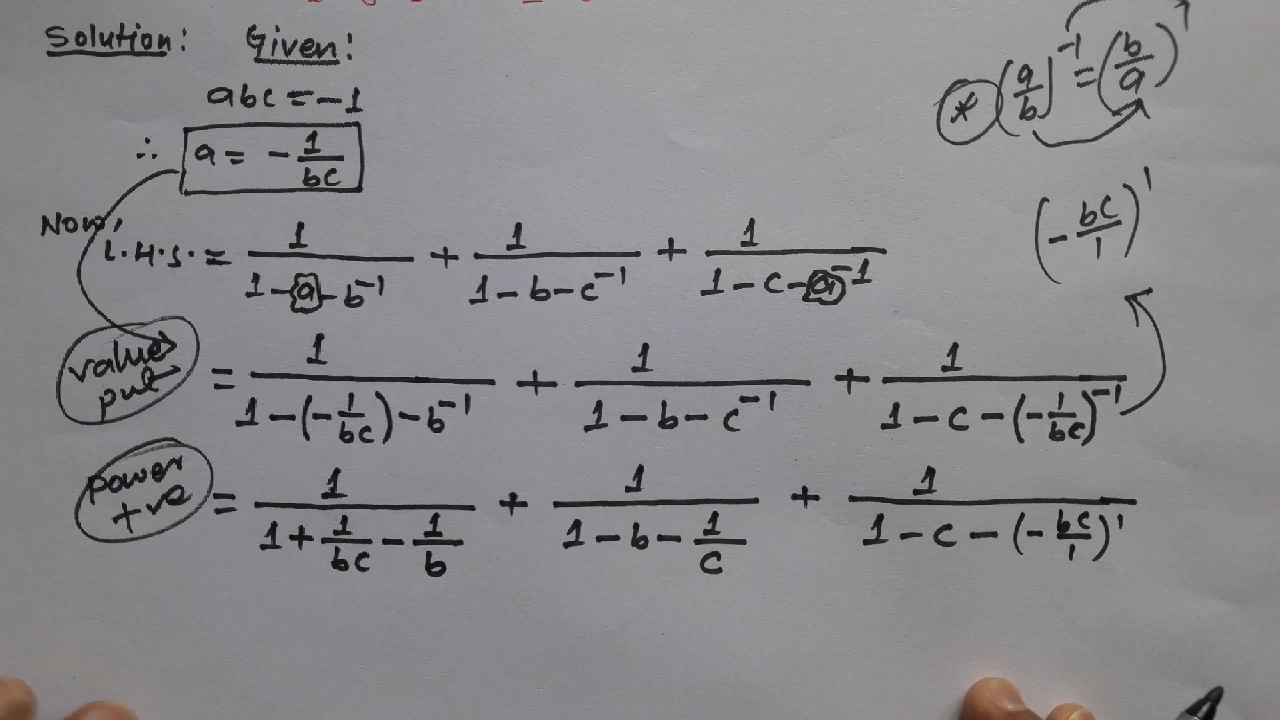 Solution: Given:
abc = -1
∴ a = - 1/bc
(a/b)^-1 = (b/a)^1
(- bc/1)^1
Now,
L.H.S. = 1/(1-a-b^-1) + 1/(1-b-c^-1) + 1/(1-c-a^-1)
value put = 1/(1-(-1/bc)-b^-1) + 1/(1-b-c^-1) + 1/(1-c-(-1/bc)^-1)
power +ve = 1/(1+1/bc-1/b) + 1/(1-b-1/c) + 1/(1-c-(-bc/1)^1)